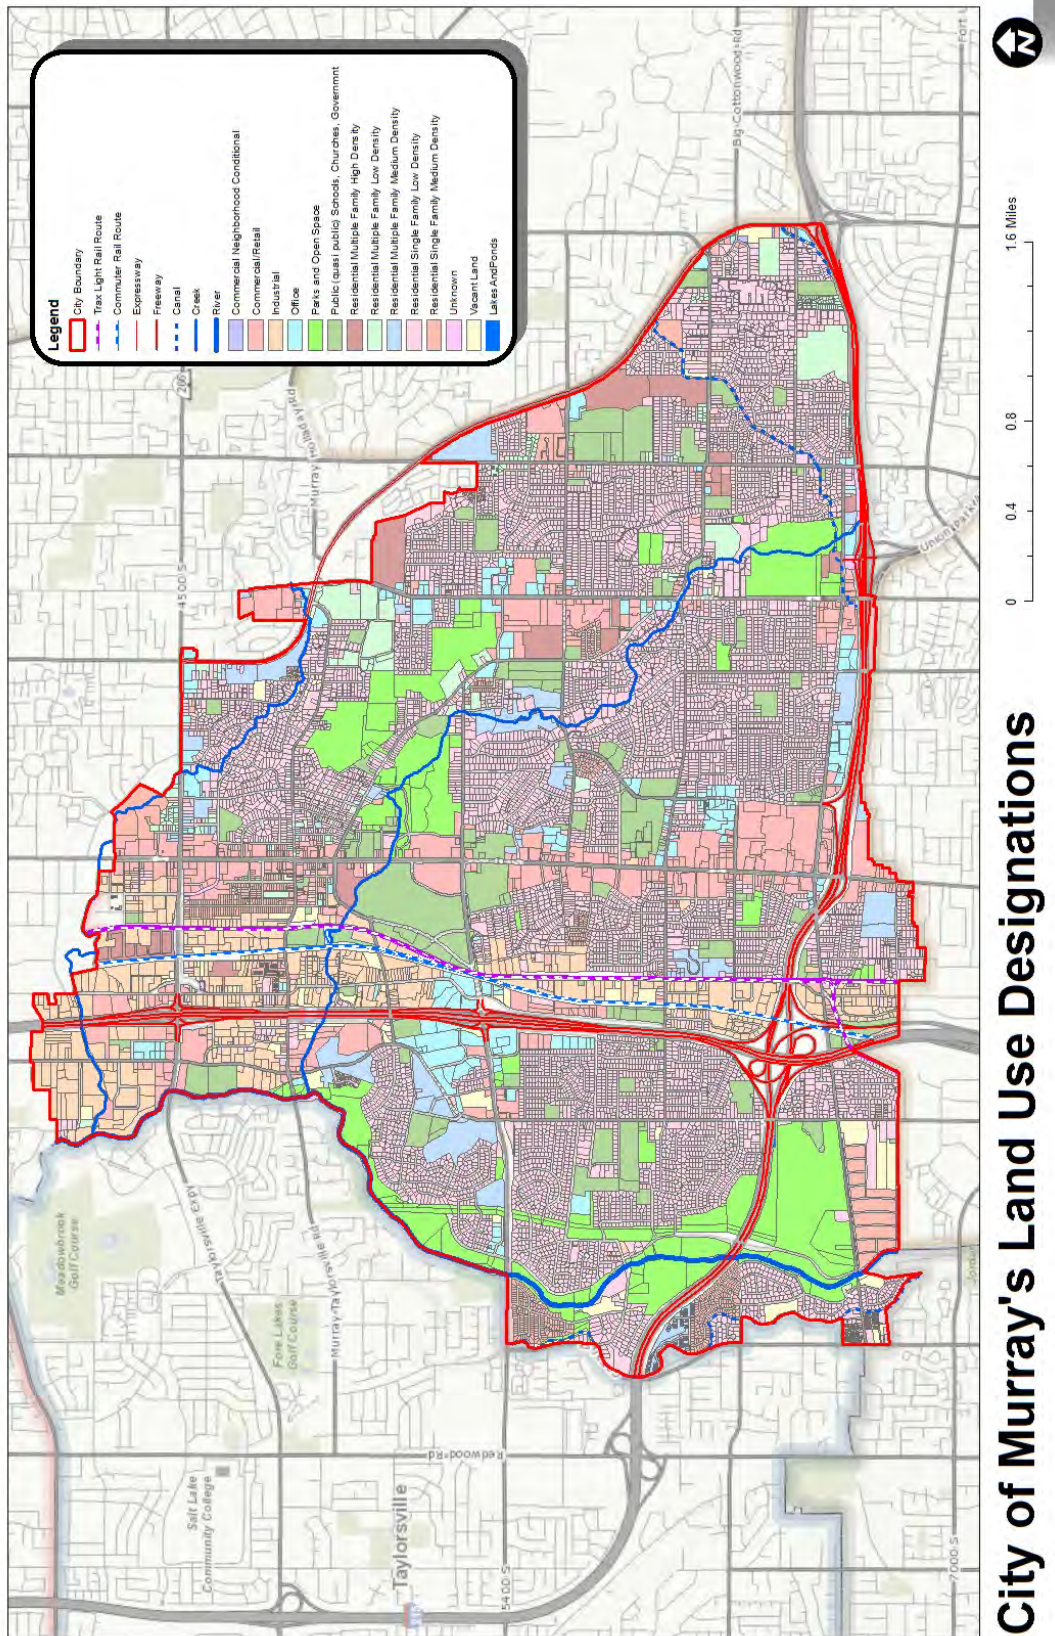 Legend
City Boundary
Trax Light Rail Route
Commuter Rail Route
Expressway
Freeway
Canal
Creek
River
Commercial Neighborhood Conditional
Commercial/Retail
Industrial
Office
Parks and Open Space
Public (quasi public) Schools, Churches, Governmnt
Residential Multiple Family High Density
Residential Multiple Family Low Density
Residential Multiple Family Medium Density
Residential Single Family Low Density
Residential Single Family Medium Density
Unknown
Vacant Land
Lakes AndPonds
Meadowbrook
Golf Course
Taylorsville Expy
4500 S
Murray Holladay Rd
Murray-Taylorsville Rd
Fore Lakes
Golf Course
Salt Lake
Community College
Redwood Rd
Taylorsville
5400 S
Big Cottonwood Rd
Union Park
7000 S
Fort
0
0.4
0.8
1.6 Miles
N
City of Murray's Land Use Designations